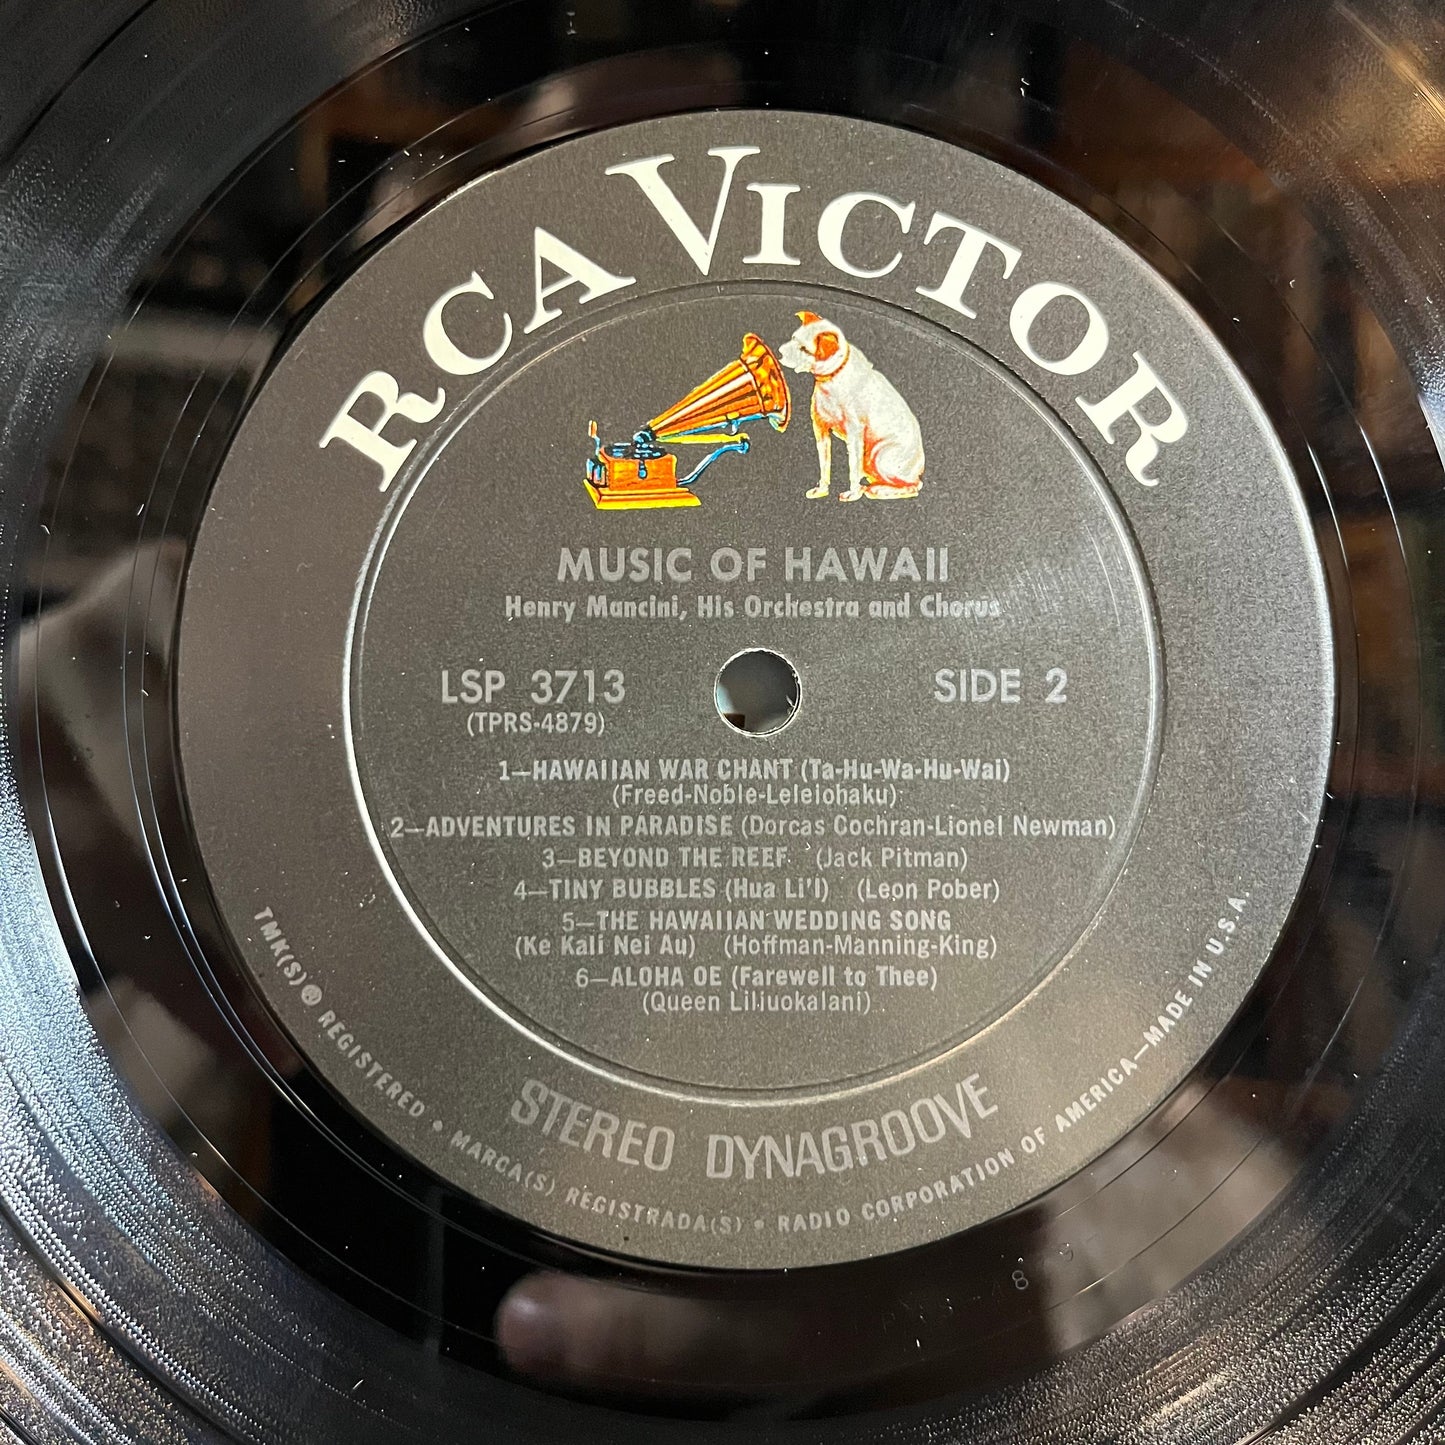 RCA VICTOR
MUSIC OF HAWAII
Henry Mancini, His Orchestra and Chorus
LSP 3713
(TPRS-4879)
SIDE 2
1—HAWAIIAN WAR CHANT (Ta-Hu-Wa-Hu-Wai)
(Freed-Noble-Leleiohaku)
2—ADVENTURES IN PARADISE (Dorcas Cochran-Lionel Newman)
3—BEYOND THE REEF (Jack Pitman)
4—TINY BUBBLES (Hua Li'l) (Leon Pober)
5—THE HAWAIIAN WEDDING SONG
(Ke Kali Nei Au) (Hoffman-Manning-King)
6—ALOHA OE (Farewell to Thee)
(Queen Liliuokalani)
STEREO DYNAGROOVE
TMK(S) ® REGISTERED • MARCA(S) REGISTRADA(S) • RADIO CORPORATION OF AMERICA—MADE IN U.S.A.